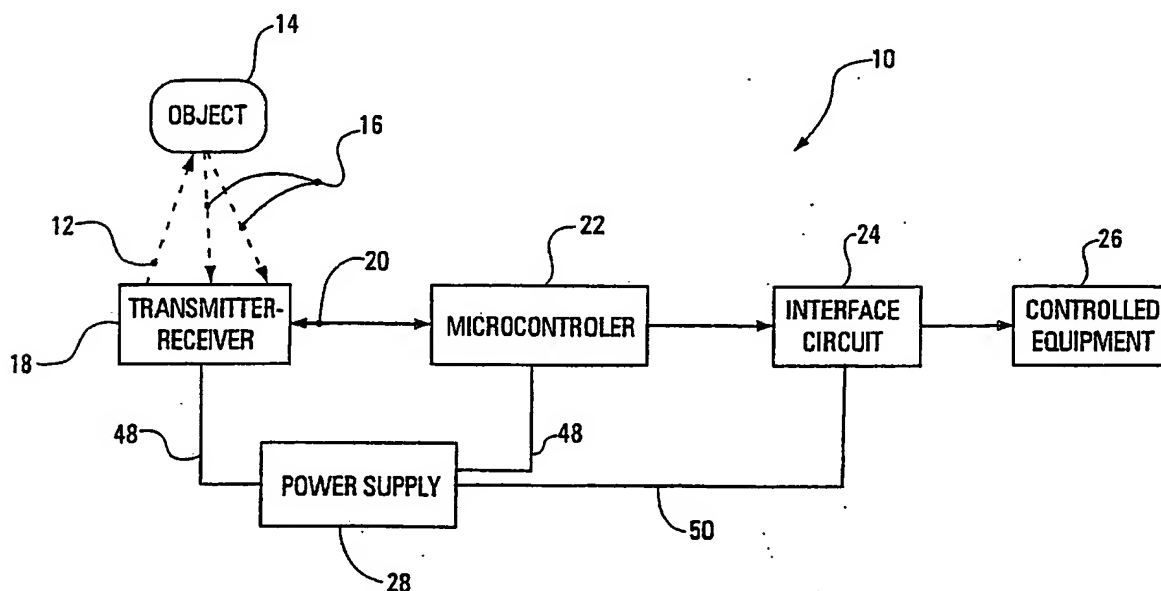 14
10
OBJECT
16
12
22
24
26
20
TRANSMITTER-
RECEIVER
MICROCONTROLER
INTERFACE
CIRCUIT
CONTROLLED
EQUIPMENT
18
48
48
POWER SUPPLY
50
28